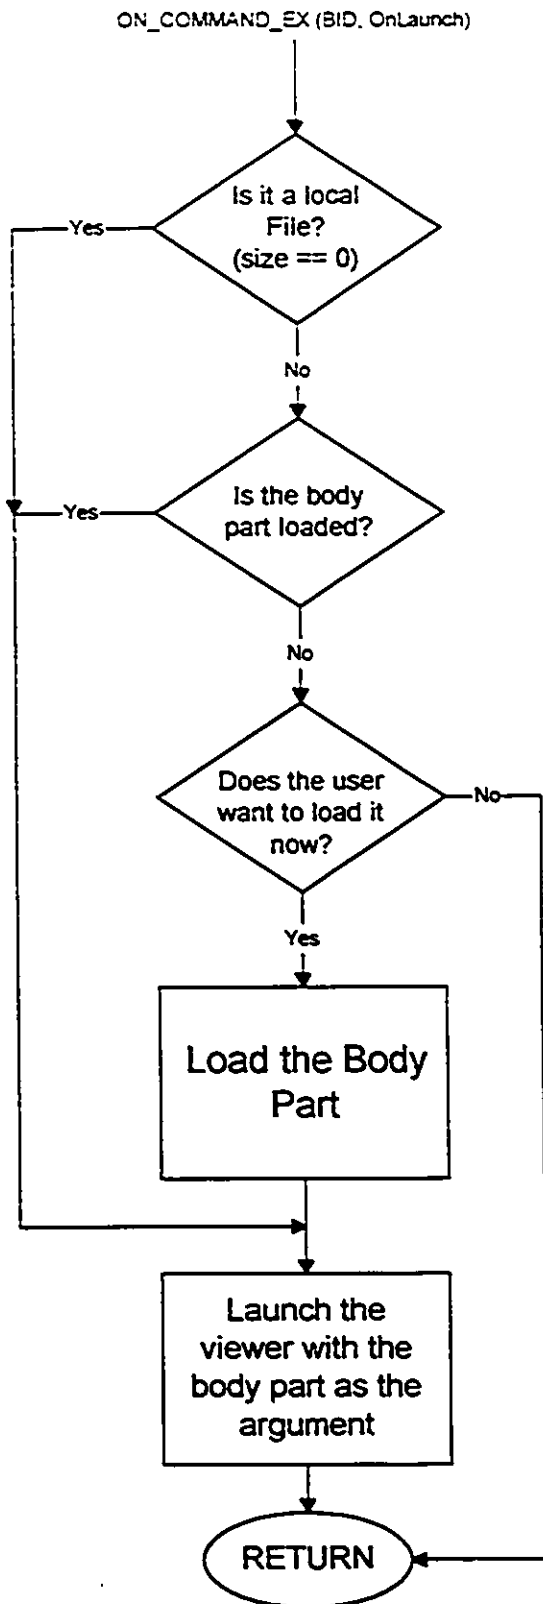 ON_COMMAND_EX (BID, OnLaunch)
Is it a local
File?
(size == 0)
Yes
No
Is the body
part loaded?
Yes
No
Does the user
want to load it
now?
No
Yes
Load the Body
Part
Launch the
viewer with the
body part as the
argument
RETURN